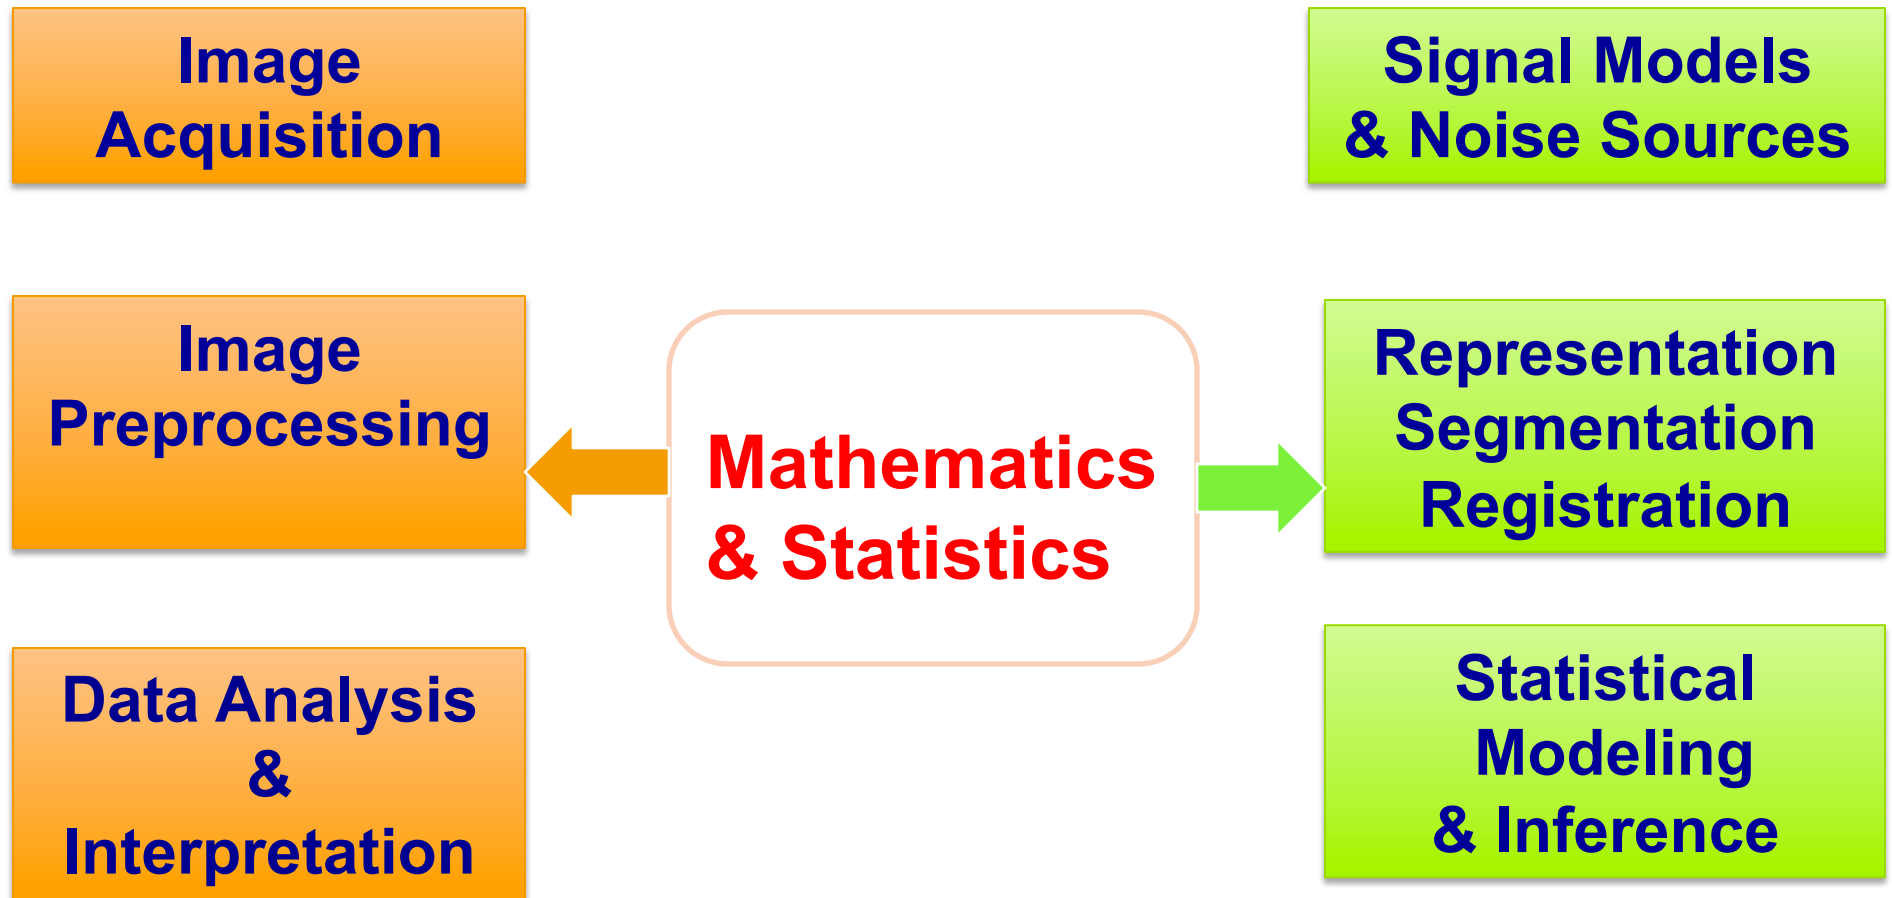 Image
Acquisition
Signal Models
& Noise Sources
Image
Preprocessing
Mathematics
& Statistics
Representation
Segmentation
Registration
Data Analysis
&
Interpretation
Statistical
Modeling
& Inference